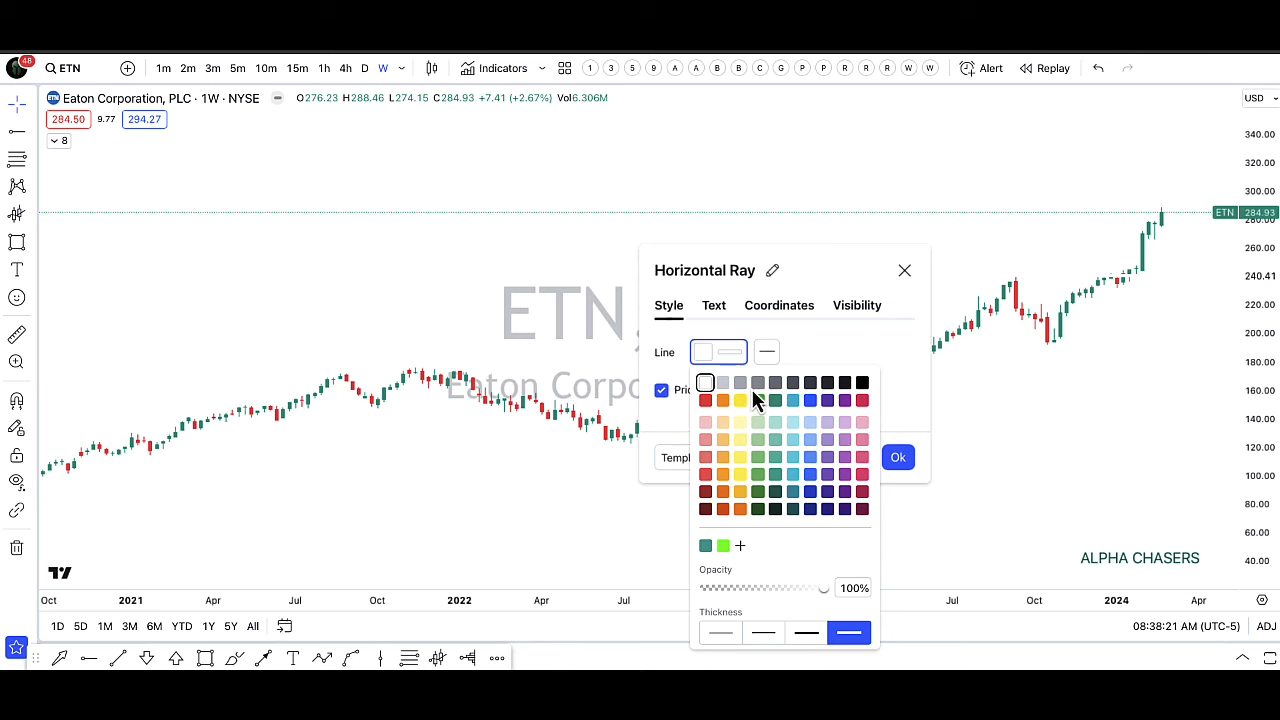 48
ETN
1m 2m 3m 5m 10m 15m 1h 4h D W
Indicators
1 3 5 9 A A B B C G P P R R R W W
Alert
Replay
Eaton Corporation, PLC · 1W · NYSE
O276.23 H288.46 L274.15 C284.93 +7.41 (+2.67%) Vol6.306M
USD
284.50 9.77 294.27
8
340.00
320.00
300.00
ETN 284.93
280.00
260.00
240.41
220.00
200.00
180.00
160.00
140.00
120.00
100.00
80.00
60.00
40.00
ETN,
Eaton Corpo
Horizontal Ray
Style Text Coordinates Visibility
Line
Pric
Templ
Ok
Opacity
100%
Thickness
ALPHA CHASERS
Oct 2021 Apr Jul Oct 2022 Apr Jul Jul Oct 2024 Apr
1D 5D 1M 3M 6M YTD 1Y 5Y All
08:38:21 AM (UTC-5) ADJ